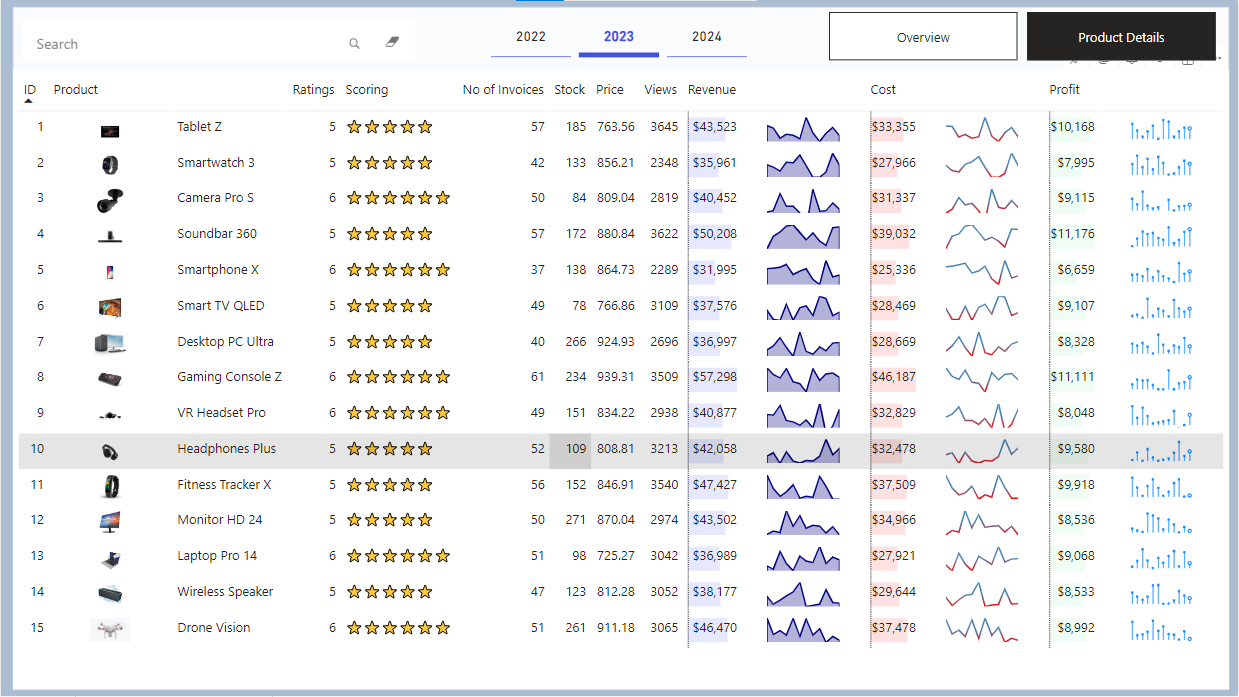 Search 2022 2023 2024 Overview Product Details
ID Product Ratings Scoring No of Invoices Stock Price Views Revenue Cost Profit
1 Tablet Z 5 57 185 763.56 3645 $43,523 $33,355 $10,168
2 Smartwatch 3 5 42 133 856.21 2348 $35,961 $27,966 $7,995
3 Camera Pro S 6 50 84 809.04 2819 $40,452 $31,337 $9,115
4 Soundbar 360 5 57 172 880.84 3622 $50,208 $39,032 $11,176
5 Smartphone X 6 37 138 864.73 2289 $31,995 $25,336 $6,659
6 Smart TV QLED 5 49 78 766.86 3109 $37,576 $28,469 $9,107
7 Desktop PC Ultra 5 40 266 924.93 2696 $36,997 $28,669 $8,328
8 Gaming Console Z 6 61 234 939.31 3509 $57,298 $46,187 $11,111
9 VR Headset Pro 6 49 151 834.22 2938 $40,877 $32,829 $8,048
10 Headphones Plus 5 52 109 808.81 3213 $42,058 $32,478 $9,580
11 Fitness Tracker X 5 56 152 846.91 3540 $47,427 $37,509 $9,918
12 Monitor HD 24 5 50 271 870.04 2974 $43,502 $34,966 $8,536
13 Laptop Pro 14 6 51 98 725.27 3042 $36,989 $27,921 $9,068
14 Wireless Speaker 5 47 123 812.28 3052 $38,177 $29,644 $8,533
15 Drone Vision 6 51 261 911.18 3065 $46,470 $37,478 $8,992